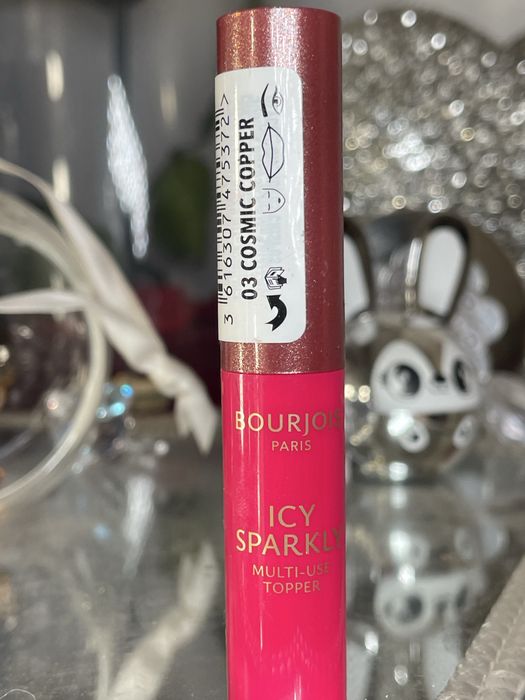 3 616307 475372 >
03 COSMIC COPPER
BOURJOIS
PARIS
ICY
SPARKLY
MULTI-USE
TOPPER